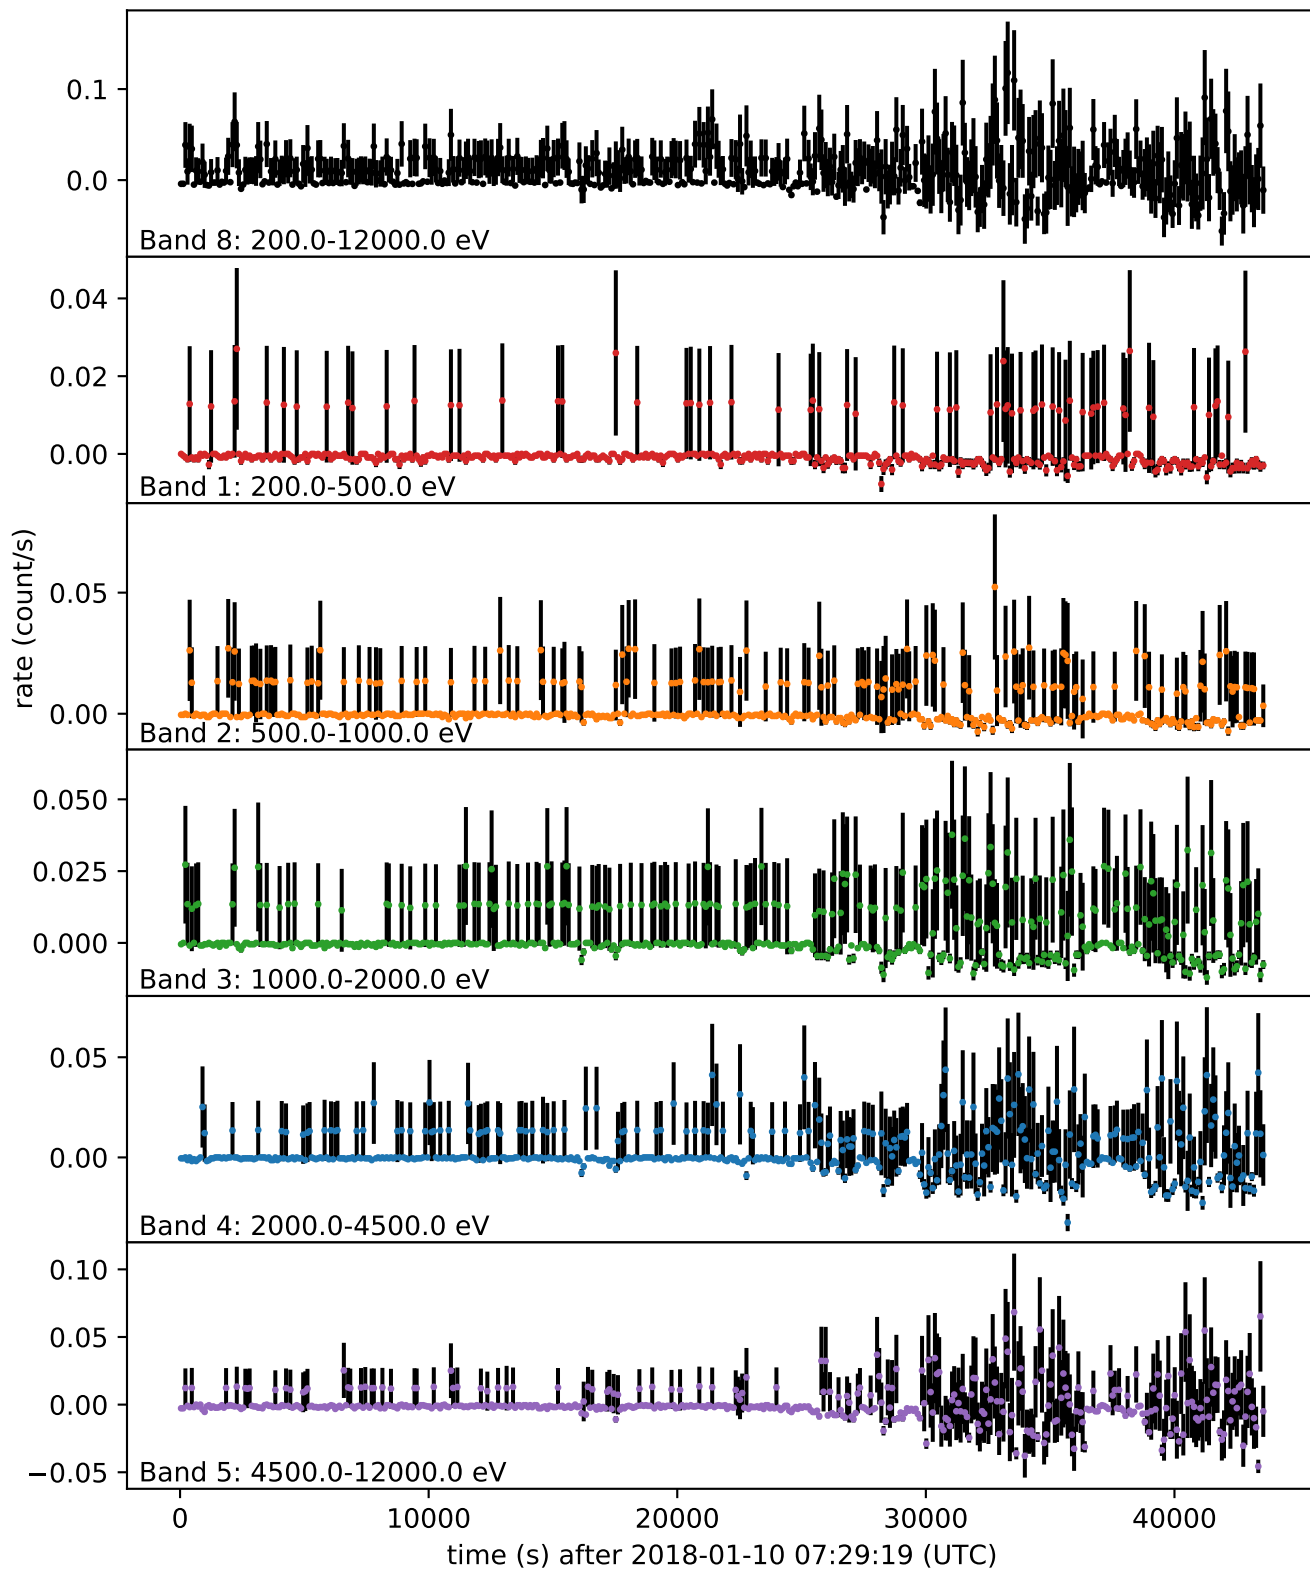 0.1
0.0
Band 8: 200.0-12000.0 eV
0.04
0.02
0.00
Band 1: 200.0-500.0 eV
rate (count/s)
0.05
0.00
Band 2: 500.0-1000.0 eV
0.050
0.025
0.000
Band 3: 1000.0-2000.0 eV
0.05
0.00
Band 4: 2000.0-4500.0 eV
0.10
0.05
0.00
−0.05
Band 5: 4500.0-12000.0 eV
0 10000 20000 30000 40000
time (s) after 2018-01-10 07:29:19 (UTC)